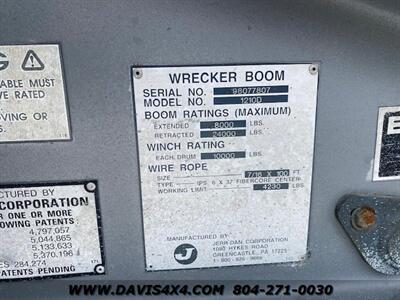 G
ABLE MUST
VE RATED
OVING OR
S.
WRECKER BOOM
SERIAL NO. 98077807
MODEL NO. 1210D
BOOM RATINGS (MAXIMUM)
EXTENDED 8000 LBS.
RETRACTED 24000 LBS.
WINCH RATING
EACH DRUM 10000 LBS.
WIRE ROPE
SIZE 7/16 X 100 FT
TYPE IPS 6 X 37 FIBERCORE CENTER
WORKING LIMIT 4230 LBS.
MANUFACTURED BY:
JERR-DAN CORPORATION
1080 HYKES ROAD
GREENCASTLE, PA 17225
ACTURED BY
CORPORATION
ONE OR MORE
OWING PATENTS
4,797,057
5,044,865
5,133,633
5,370,196
284,274
PATENTS PENDING
E
WWW.DAVIS4X4.COM 804-271-0030